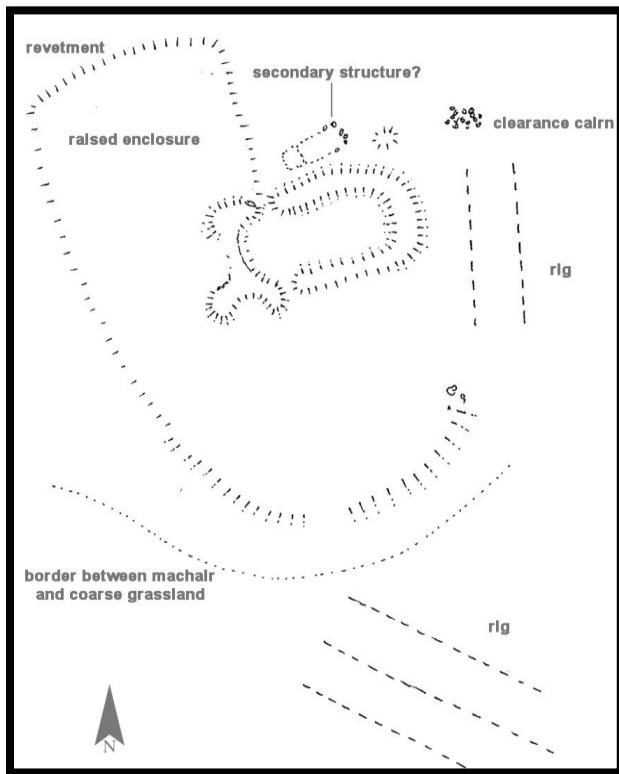 revetment
secondary structure?
raised enclosure
clearance cairn
rig
border between machair
and coarse grassland
rig
N